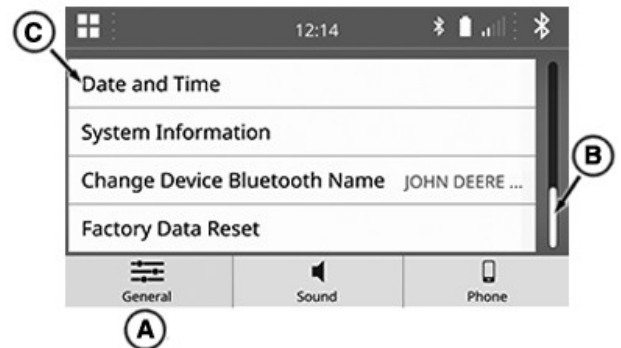 C
12:14
Date and Time
System Information
Change Device Bluetooth Name JOHN DEERE ...
B
Factory Data Reset
General Sound Phone
A